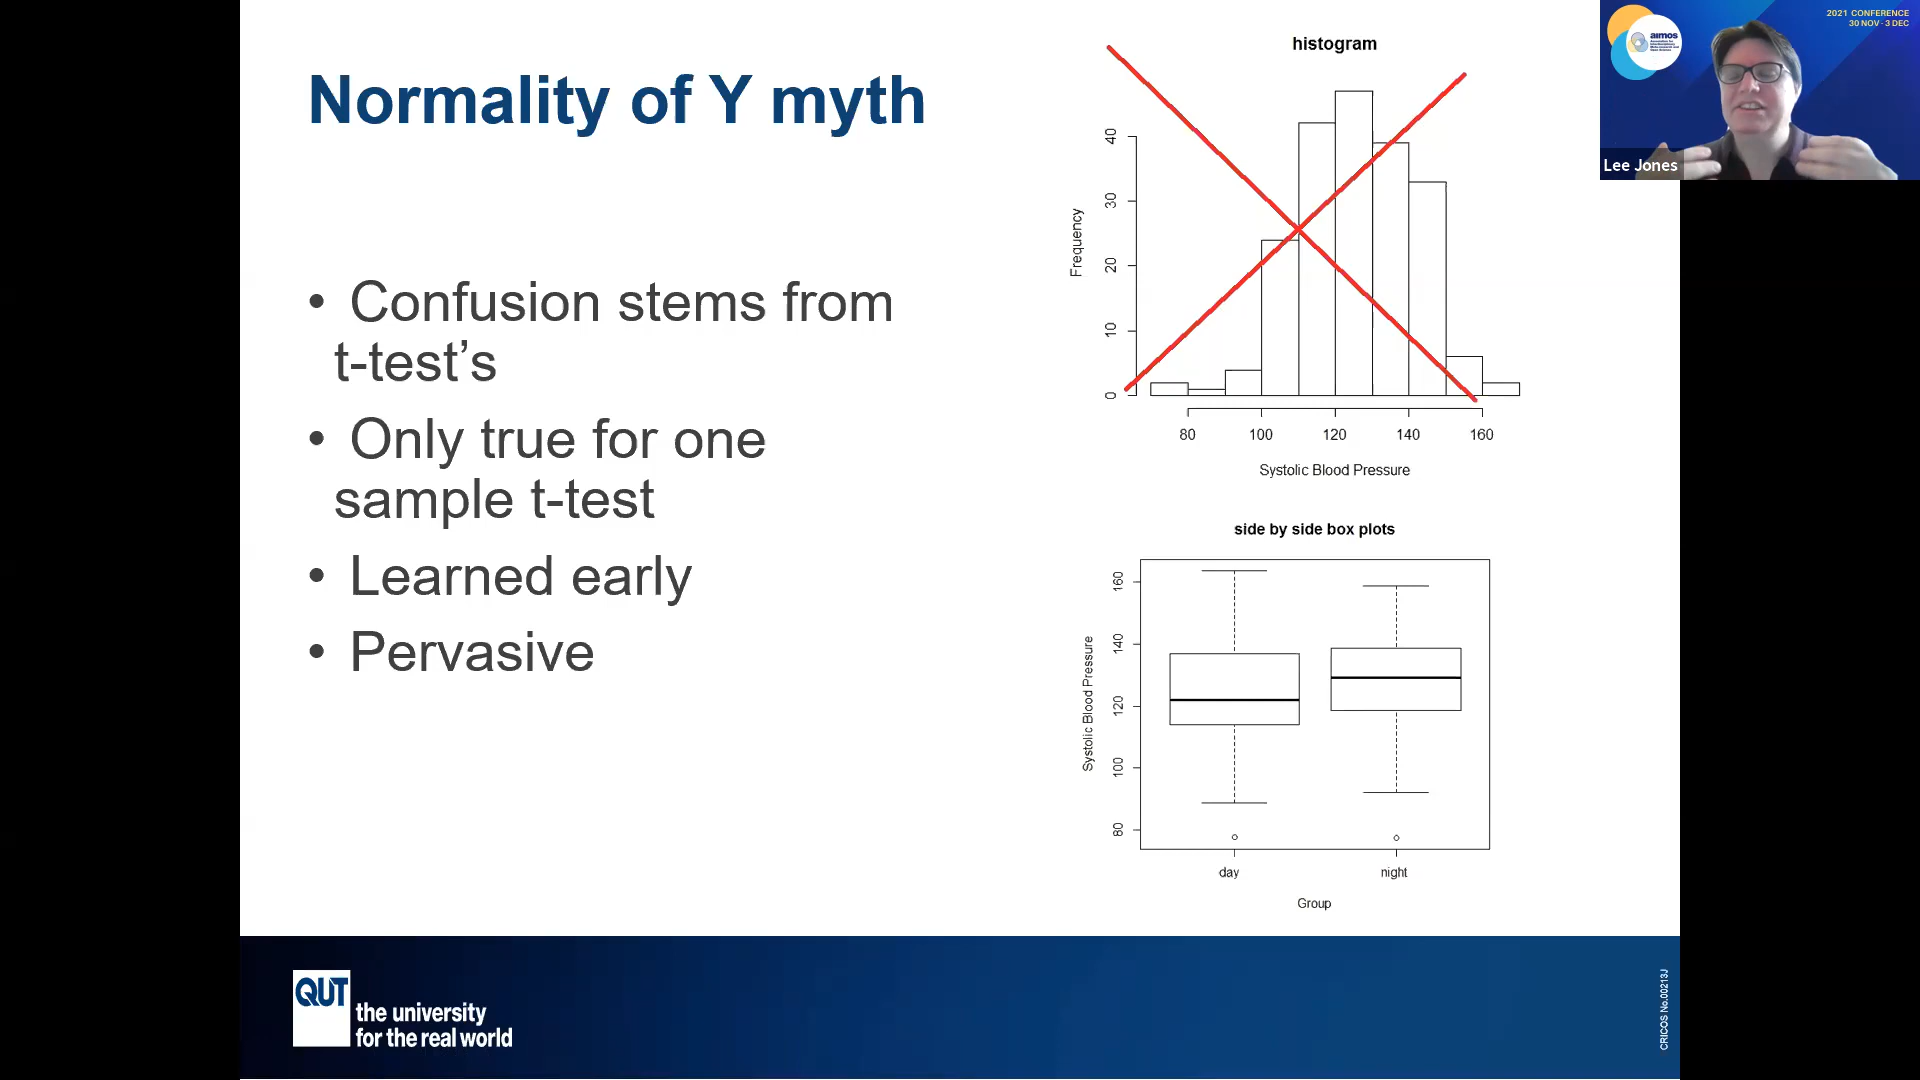 Normality of Y myth
• Confusion stems from
t-test’s
• Only true for one
sample t-test
• Learned early
• Pervasive
histogram
Frequency
0
10
20
30
40
80 100 120 140 160
Systolic Blood Pressure
side by side box plots
Systolic Blood Pressure
80
100
120
140
160
day night
Group
2021 CONFERENCE
30 NOV - 3 DEC
aimos
Lee Jones
QUT
the university
for the real world
CRICOS No.00213J